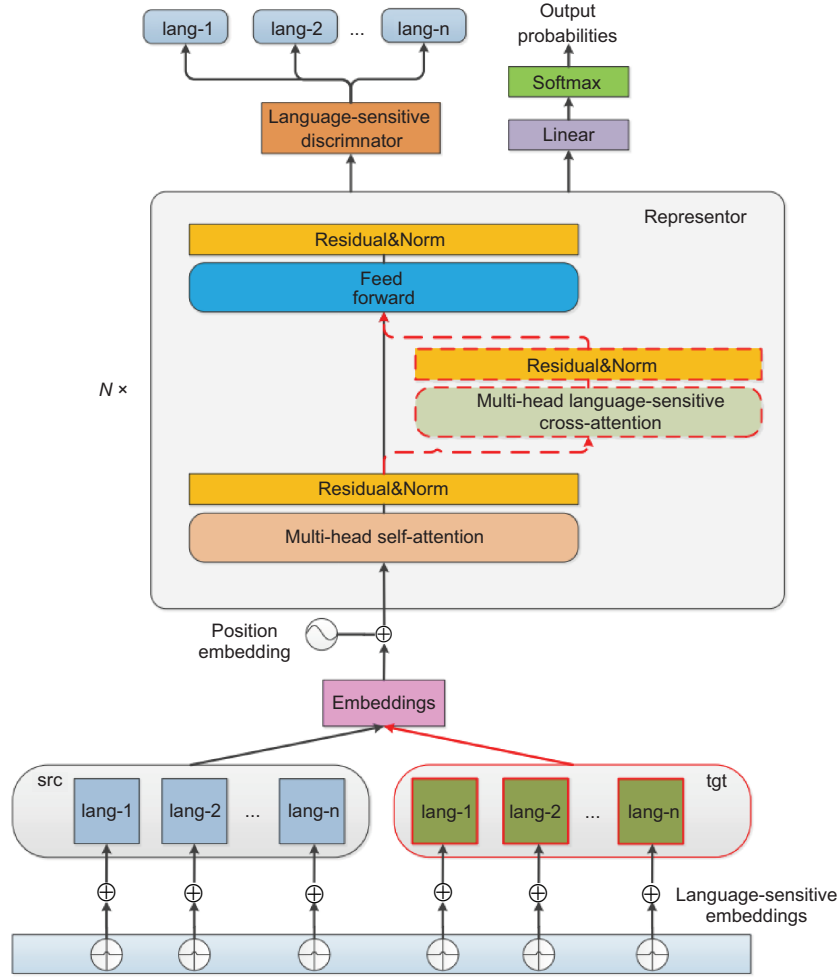 lang-1
lang-2
...
lang-n
Output
probabilities
Softmax
Language-sensitive
discrimnator
Linear
Representor
Residual&Norm
Feed
forward
Residual&Norm
N ×
Multi-head language-sensitive
cross-attention
Residual&Norm
Multi-head self-attention
Position
embedding
Embeddings
src
lang-1
lang-2
...
lang-n
tgt
lang-1
lang-2
...
lang-n
Language-sensitive
embeddings